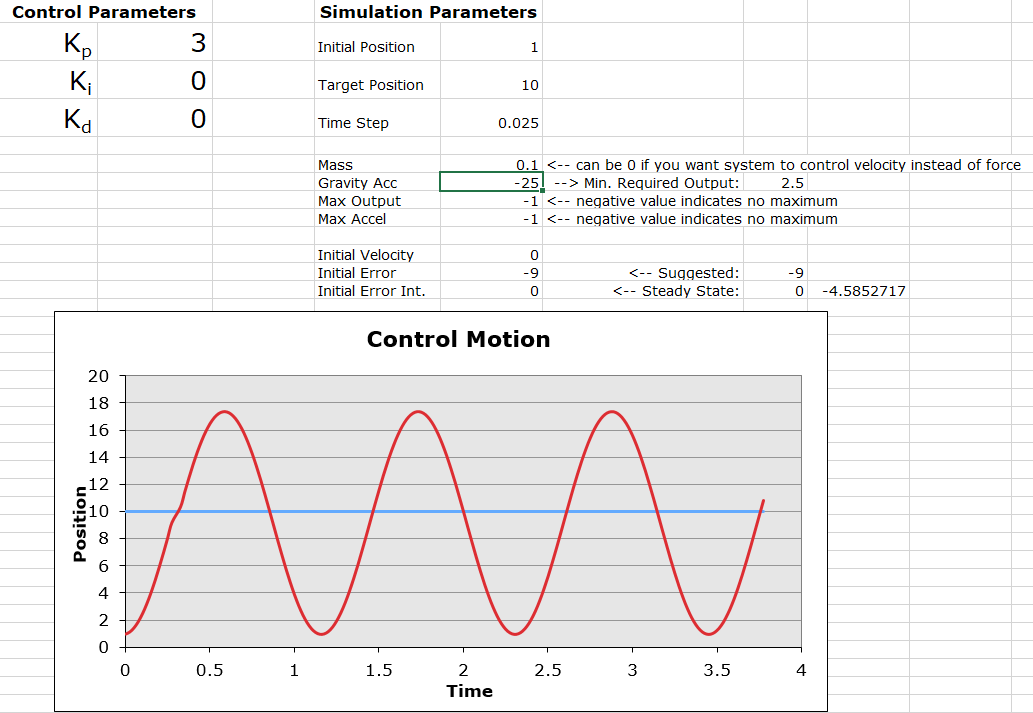 Control Parameters Simulation Parameters
Kp 3 Initial Position 1
Ki 0 Target Position 10
Kd 0 Time Step 0.025
Mass 0.1 <-- can be 0 if you want system to control velocity instead of force
Gravity Acc -25 --> Min. Required Output: 2.5
Max Output -1 <-- negative value indicates no maximum
Max Accel -1 <-- negative value indicates no maximum
Initial Velocity 0
Initial Error -9 <-- Suggested: -9
Initial Error Int. 0 <-- Steady State: 0 -4.5852717
Control Motion
20
18
16
14
12
10
8
6
4
2
0
Position
0 0.5 1 1.5 2 2.5 3 3.5 4
Time